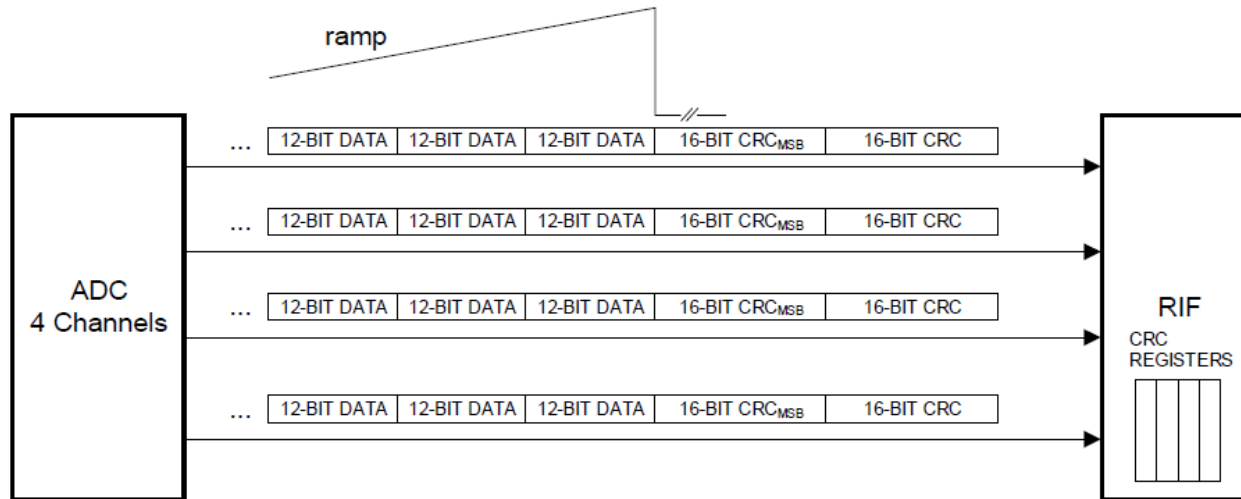 ramp
... 12-BIT DATA 12-BIT DATA 12-BIT DATA 16-BIT CRCMSB 16-BIT CRC
... 12-BIT DATA 12-BIT DATA 12-BIT DATA 16-BIT CRCMSB 16-BIT CRC
ADC
4 Channels
... 12-BIT DATA 12-BIT DATA 12-BIT DATA 16-BIT CRCMSB 16-BIT CRC
RIF
CRC
REGISTERS
... 12-BIT DATA 12-BIT DATA 12-BIT DATA 16-BIT CRCMSB 16-BIT CRC